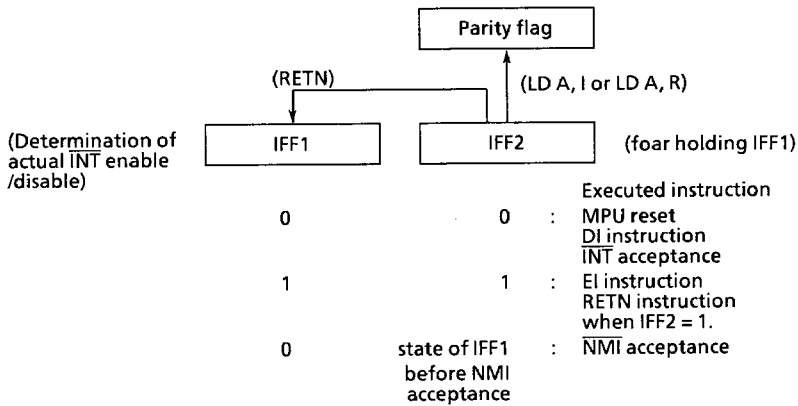 Parity flag
(RETN)
(LD A, I or LD A, R)
(Determination of
actual INT enable
/disable)
IFF1
IFF2
(foar holding IFF1)
Executed instruction
0 0 : MPU reset
DI instruction
INT acceptance
1 1 : EI instruction
RETN instruction
when IFF2 = 1.
0 state of IFF1 : NMI acceptance
before NMI
acceptance